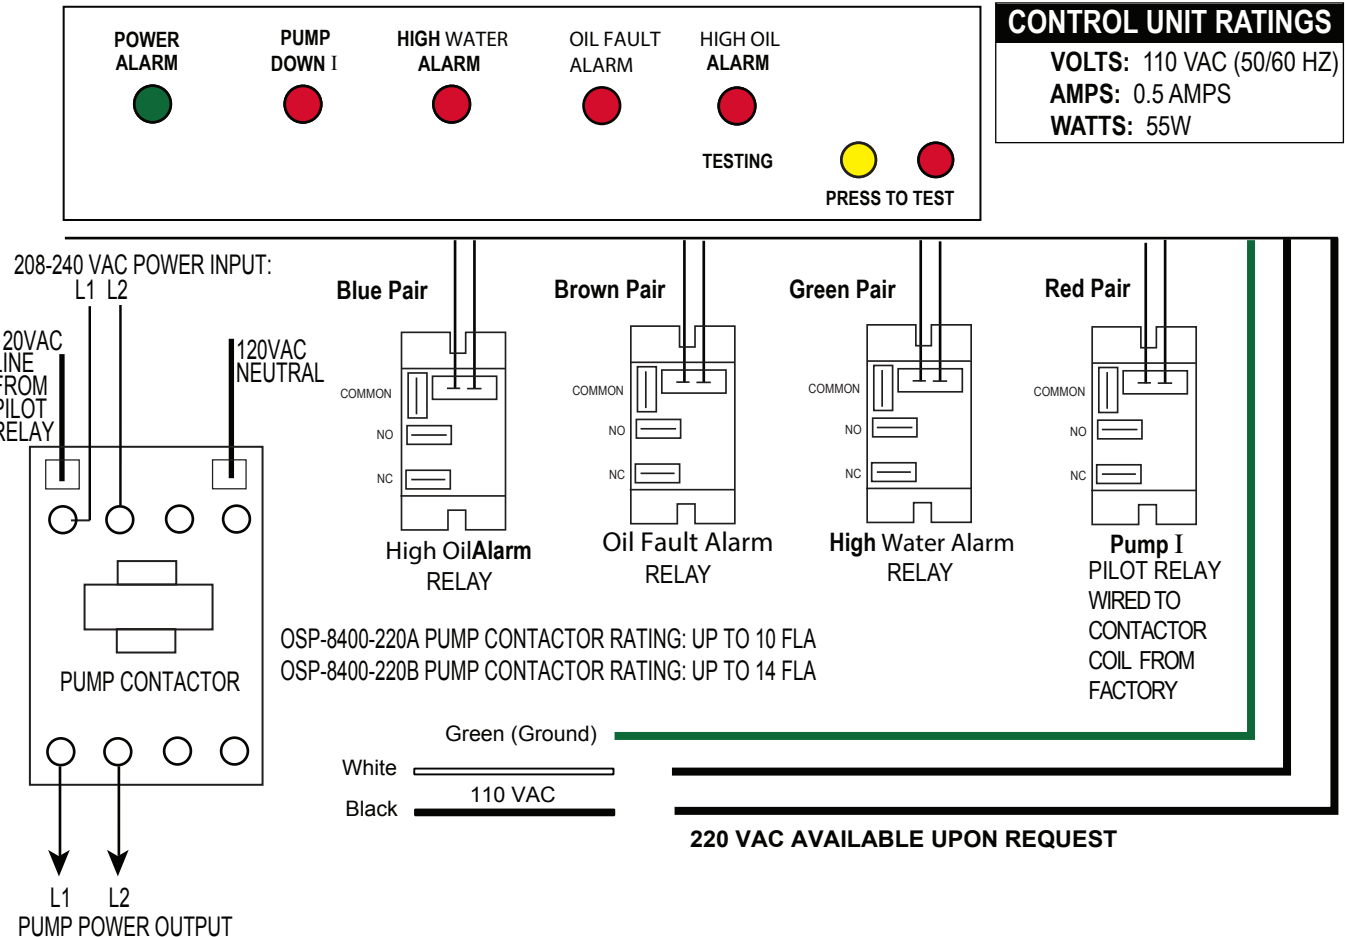 POWER
ALARM
PUMP
DOWN I
HIGH WATER
ALARM
OIL FAULT
ALARM
HIGH OIL
ALARM
TESTING
PRESS TO TEST
CONTROL UNIT RATINGS
VOLTS: 110 VAC (50/60 HZ)
AMPS: 0.5 AMPS
WATTS: 55W
208-240 VAC POWER INPUT:
L1 L2
20VAC
LINE
FROM
PILOT
RELAY
120VAC
NEUTRAL
Blue Pair
COMMON
NO
NC
High OilAlarm
RELAY
Brown Pair
COMMON
NO
NC
Oil Fault Alarm
RELAY
Green Pair
COMMON
NO
NC
High Water Alarm
RELAY
Red Pair
COMMON
NO
NC
Pump I
PILOT RELAY
WIRED TO
CONTACTOR
COIL FROM
FACTORY
PUMP CONTACTOR
OSP-8400-220A PUMP CONTACTOR RATING: UP TO 10 FLA
OSP-8400-220B PUMP CONTACTOR RATING: UP TO 14 FLA
Green (Ground)
White
110 VAC
Black
220 VAC AVAILABLE UPON REQUEST
L1 L2
PUMP POWER OUTPUT